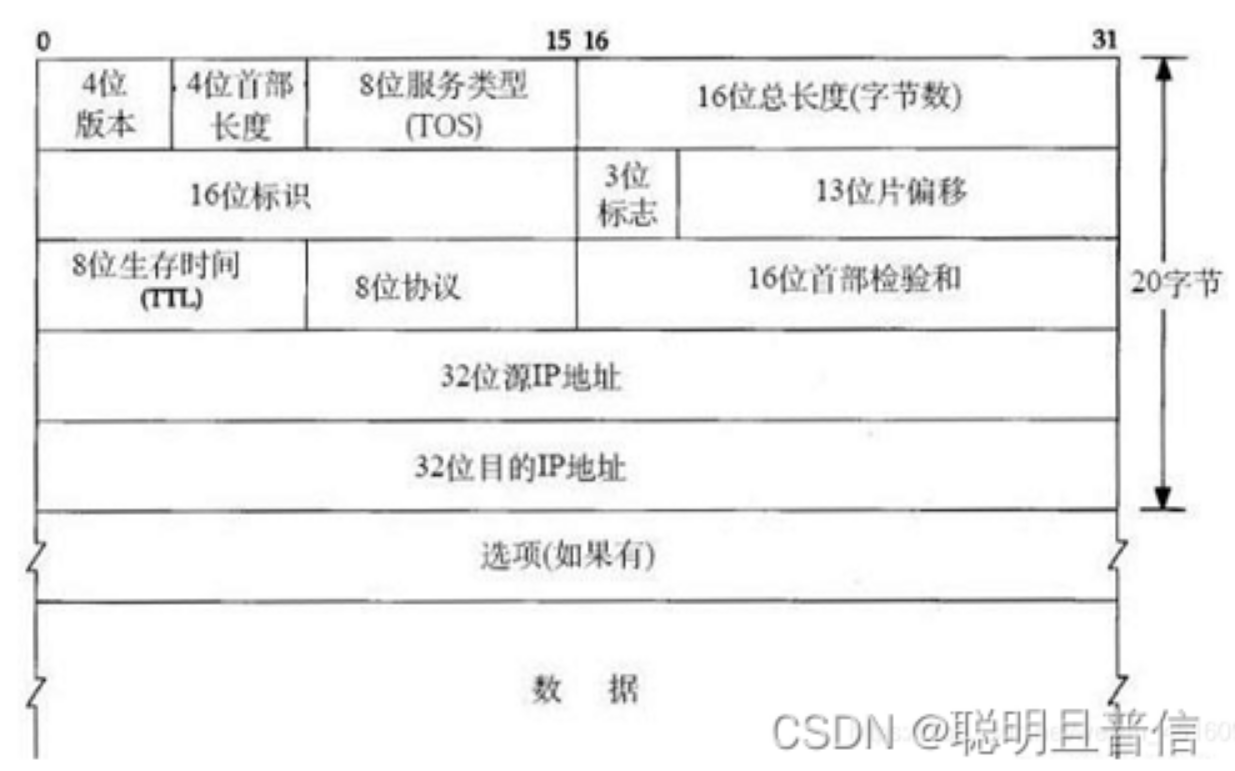 0 15 16 31
4位
版本
4位首部
长度
8位服务类型
(TOS)
16位总长度(字节数)
16位标识
3位
标志
13位片偏移
8位生存时间
(TTL)
8位协议
16位首部检验和
20字节
32位源IP地址
32位目的IP地址
选项(如果有)
数 据
CSDN @聪明且普信